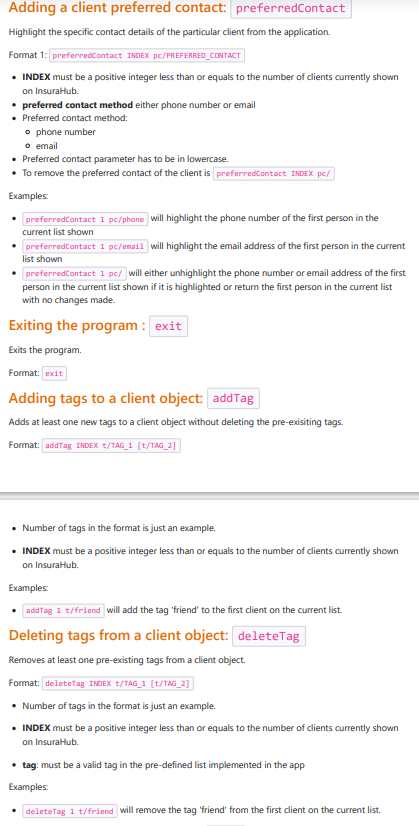 Adding a client preferred contact: preferredContact
Highlight the specific contact details of the particular client from the application.
Format 1: preferredContact INDEX pc/PREFERRED_CONTACT
• INDEX must be a positive integer less than or equals to the number of clients currently shown
on InsuraHub.
• preferred contact method either phone number or email
• Preferred contact method:
◦ phone number
◦ email
• Preferred contact parameter has to be in lowercase.
• To remove the preferred contact of the client is preferredContact INDEX pc/
Examples:
• preferredContact 1 pc/phone will highlight the phone number of the first person in the
current list shown
• preferredContact 1 pc/email will highlight the email address of the first person in the current
list shown
• preferredContact 1 pc/ will either unhighlight the phone number or email address of the first
person in the current list shown if it is highlighted or return the first person in the current list
with no changes made.
Exiting the program : exit
Exits the program.
Format: exit
Adding tags to a client object: addTag
Adds at least one new tags to a client object without deleting the pre-exisiting tags.
Format: addTag INDEX t/TAG_1 [t/TAG_2]
• Number of tags in the format is just an example.
• INDEX must be a positive integer less than or equals to the number of clients currently shown
on InsuraHub.
Examples:
• addTag 1 t/friend will add the tag 'friend' to the first client on the current list.
Deleting tags from a client object: deleteTag
Removes at least one pre-existing tags from a client object.
Format: deleteTag INDEX t/TAG_1 [t/TAG_2]
• Number of tags in the format is just an example.
• INDEX must be a positive integer less than or equals to the number of clients currently shown
on InsuraHub.
• tag: must be a valid tag in the pre-defined list implemented in the app
Examples:
• deleteTag 1 t/friend will remove the tag 'friend' from the first client on the current list.